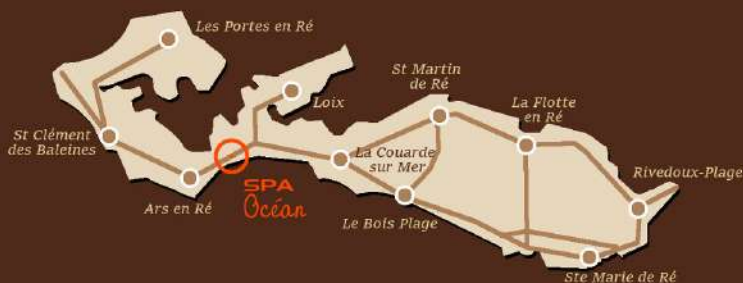 Les Portes en Ré
St Martin
de Ré
Loix
La Flotte
en Ré
St Clément
des Baleines
La Couarde
sur Mer
Rivedoux-Plage
SPA
Océan
Ars en Ré
Le Bois Plage
Ste Marie de Ré